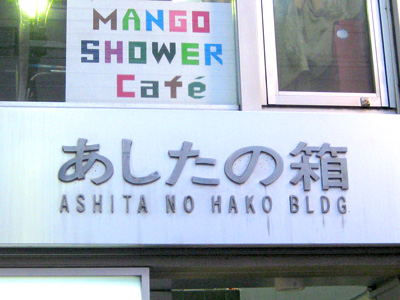 MANGO
SHOWER
Café
あしたの箱
ASHITA NO HAKO BLDG